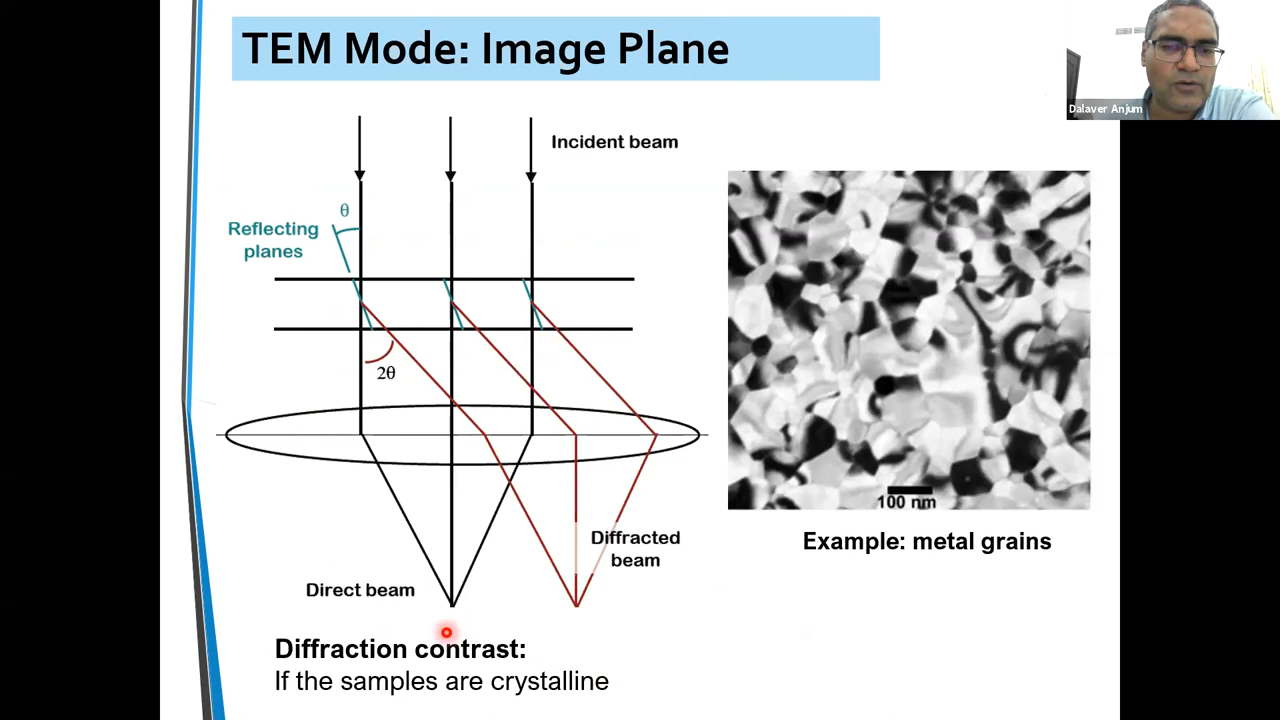 TEM Mode: Image Plane
Dalaver Anjum
Incident beam
θ
Reflecting
planes
2θ
100 nm
Example: metal grains
Diffracted
beam
Direct beam
Diffraction contrast:
If the samples are crystalline